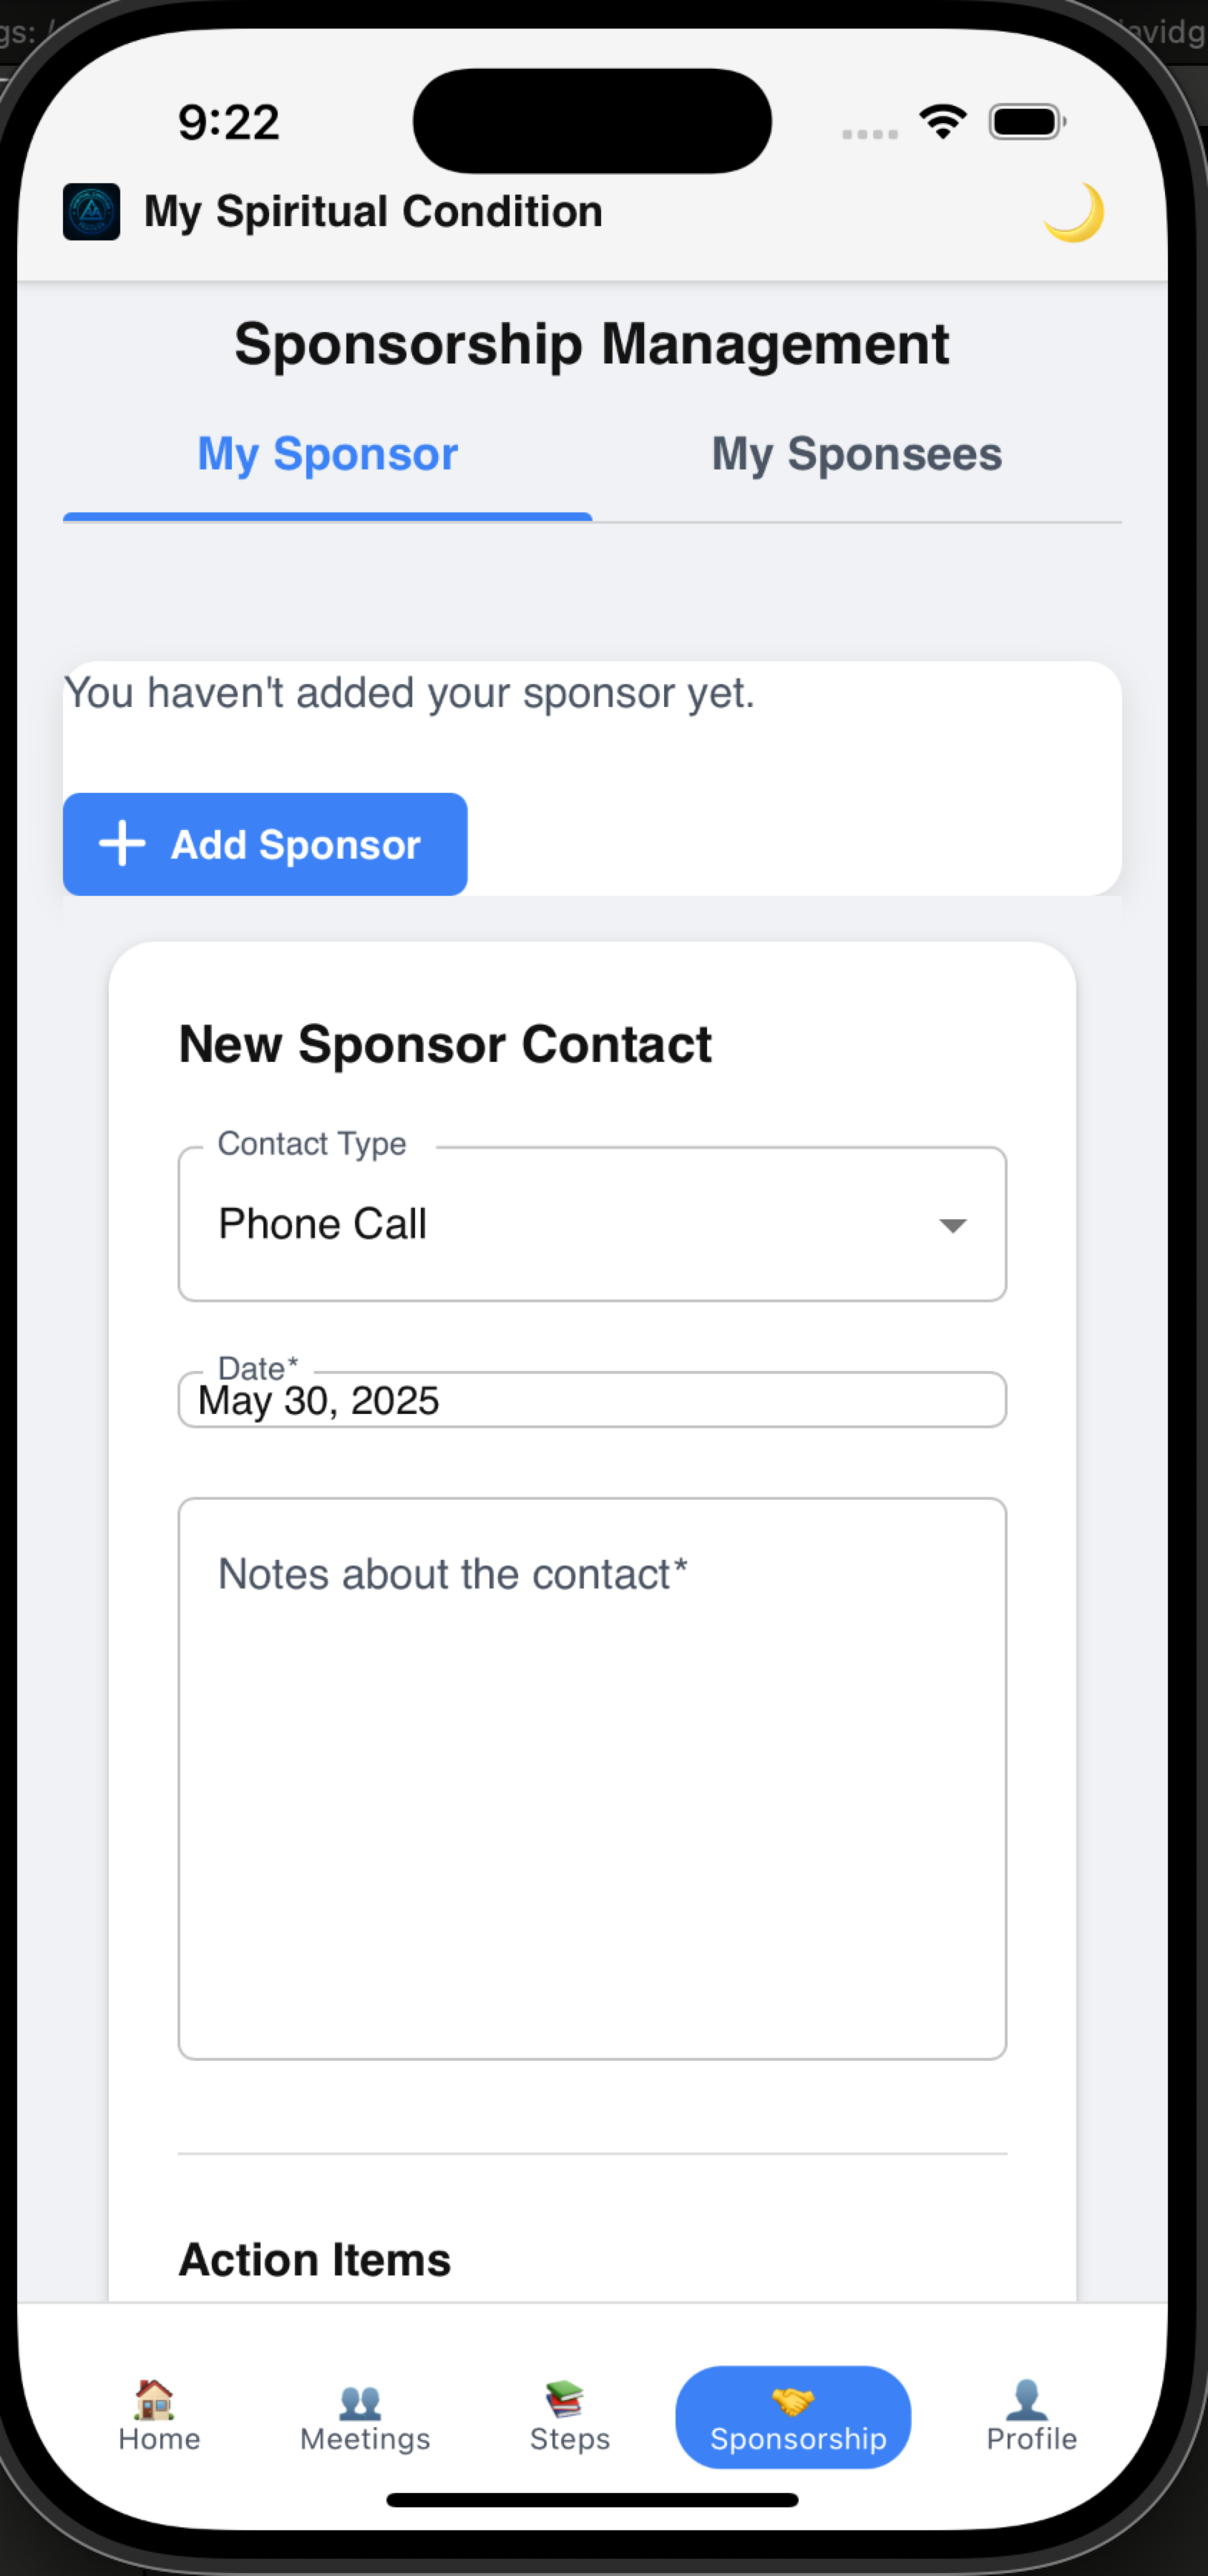 gs: /
avidg
9:22
My Spiritual Condition
Sponsorship Management
My Sponsor
My Sponsees
You haven't added your sponsor yet.
Add Sponsor
New Sponsor Contact
Contact Type
Phone Call
Date*
May 30, 2025
Notes about the contact*
Action Items
Home
Meetings
Steps
Sponsorship
Profile